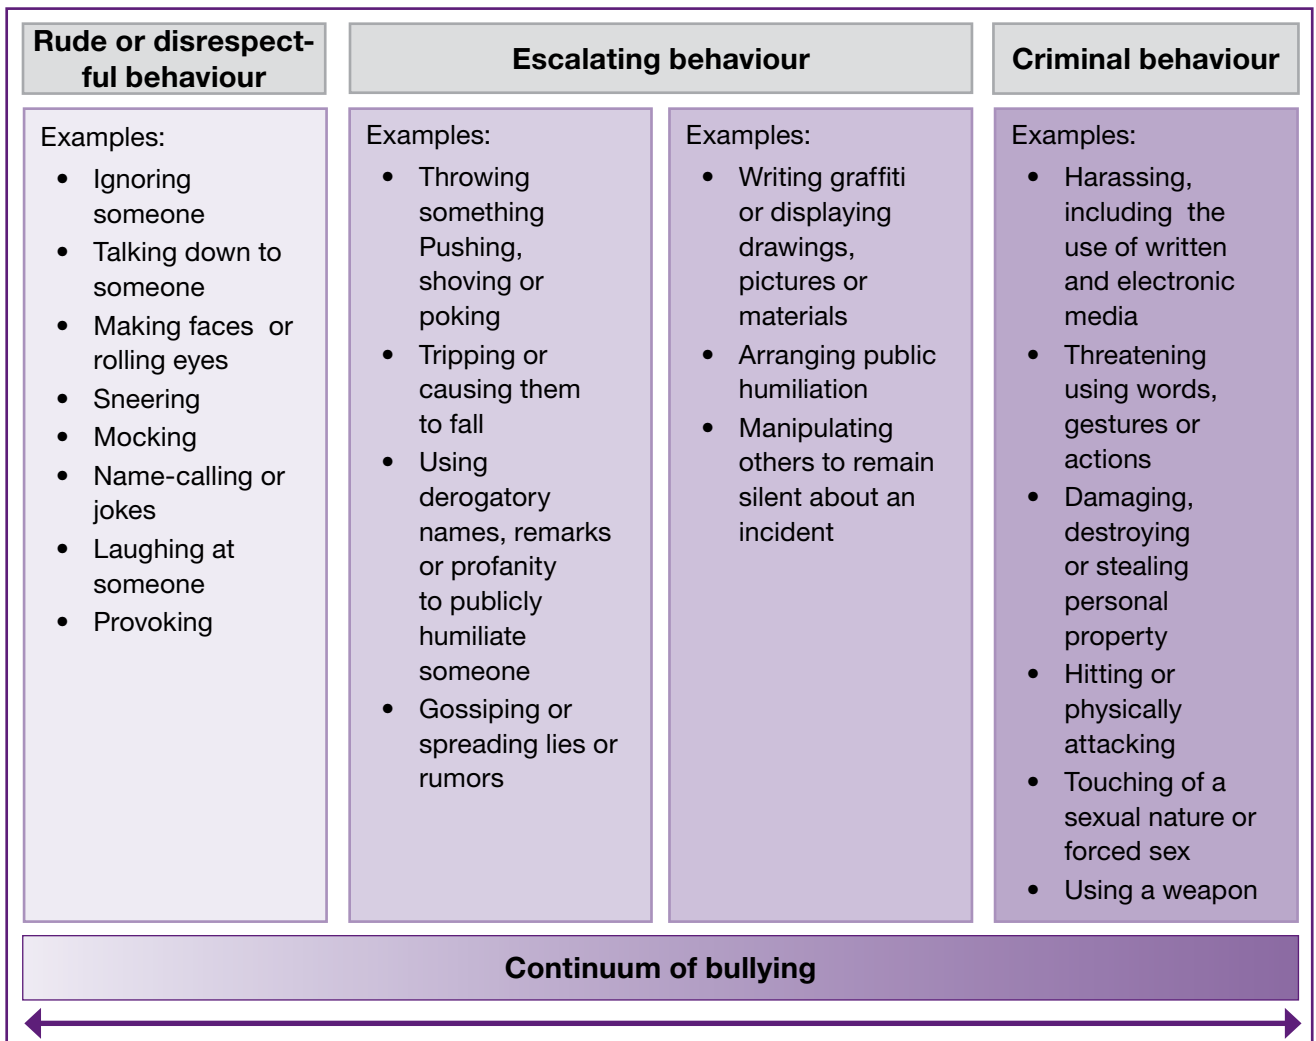 Rude or disrespect-
ful behaviour
Escalating behaviour
Criminal behaviour
Examples:
• Ignoring
someone
• Talking down to
someone
• Making faces  or
rolling eyes
• Sneering
• Mocking
• Name-calling or
jokes
• Laughing at
someone
• Provoking
Examples:
• Throwing
something
Pushing,
shoving or
poking
• Tripping or
causing them
to fall
• Using
derogatory
names, remarks
or profanity
to publicly
humiliate
someone
• Gossiping or
spreading lies or
rumors
Examples:
• Writing graffiti
or displaying
drawings,
pictures or
materials
• Arranging public
humiliation
• Manipulating
others to remain
silent about an
incident
Examples:
• Harassing,
including  the
use of written
and electronic
media
• Threatening
using words,
gestures or
actions
• Damaging,
destroying
or stealing
personal
property
• Hitting or
physically
attacking
• Touching of a
sexual nature or
forced sex
• Using a weapon
Continuum of bullying